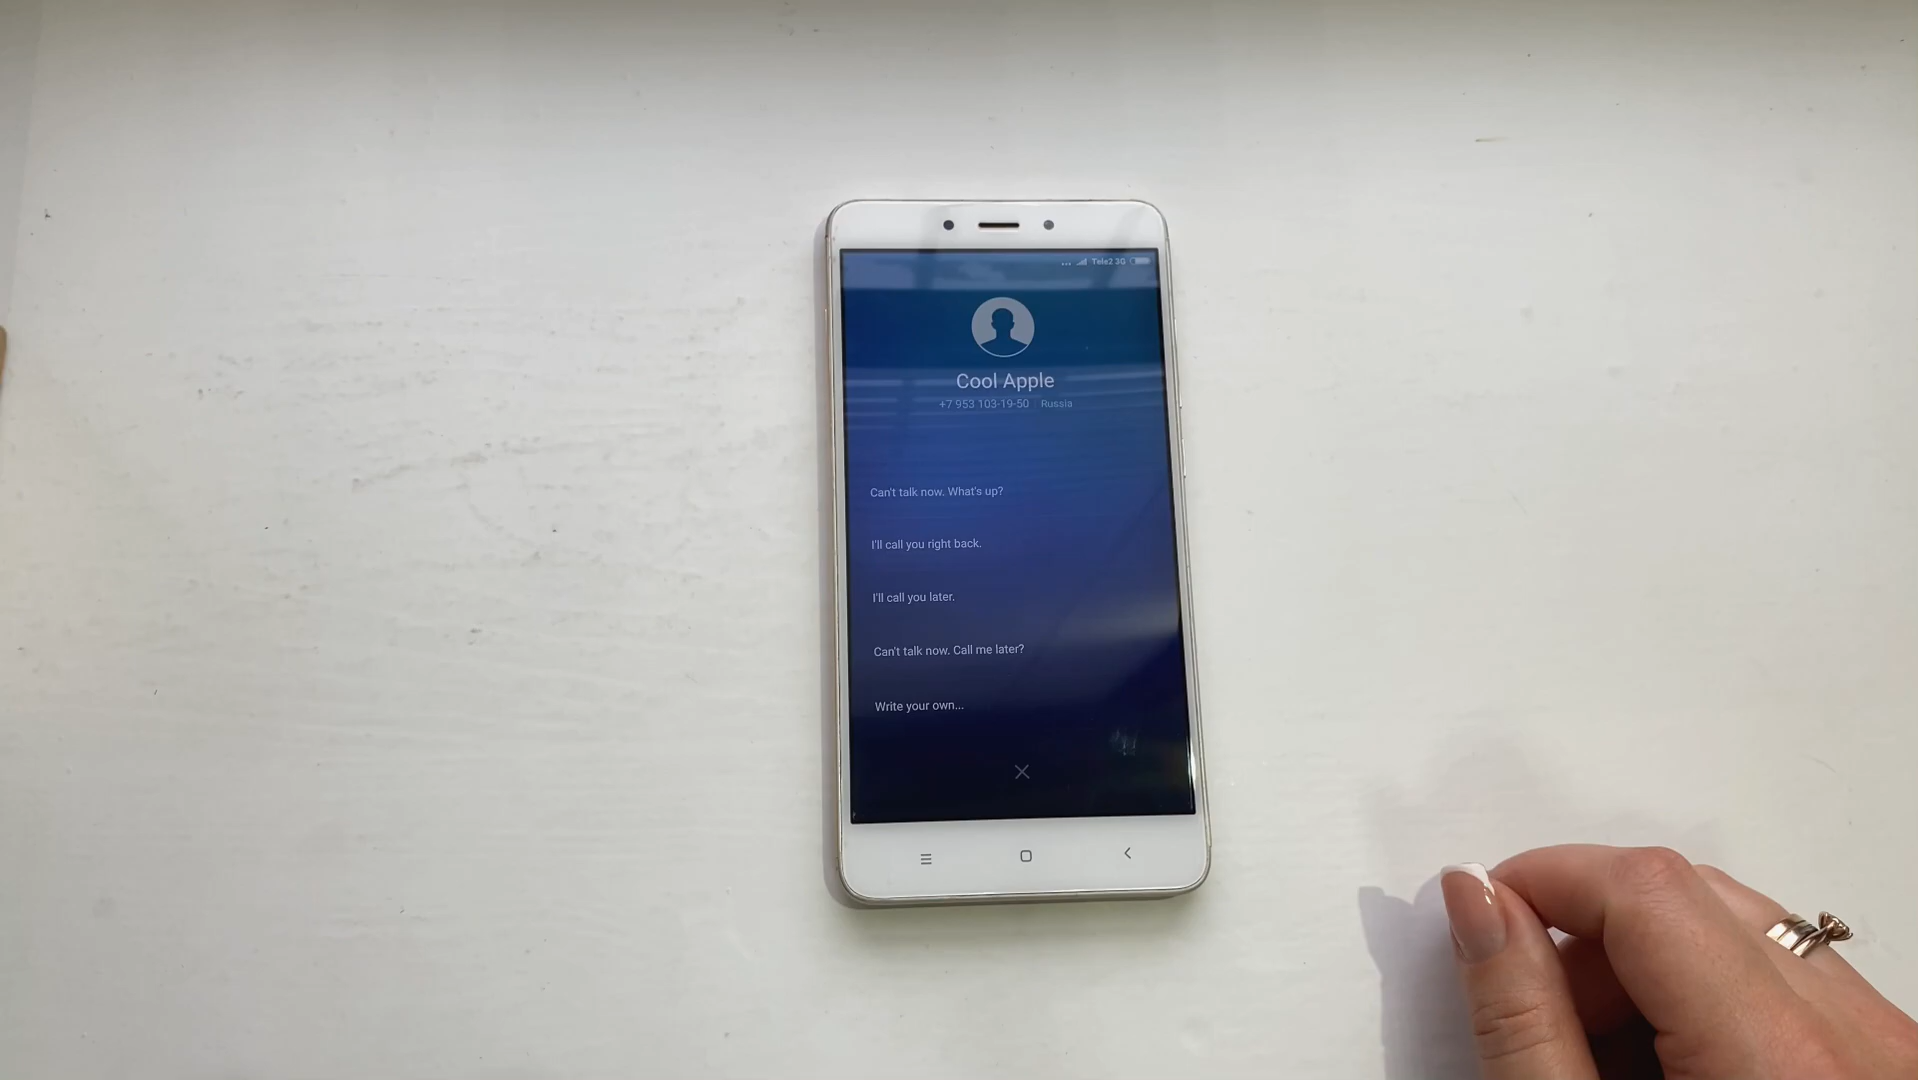 Tele2 3G
Cool Apple
+7 953 103-19-50 Russia
Can't talk now. What's up?
I'll call you right back.
I'll call you later.
Can't talk now. Call me later?
Write your own...